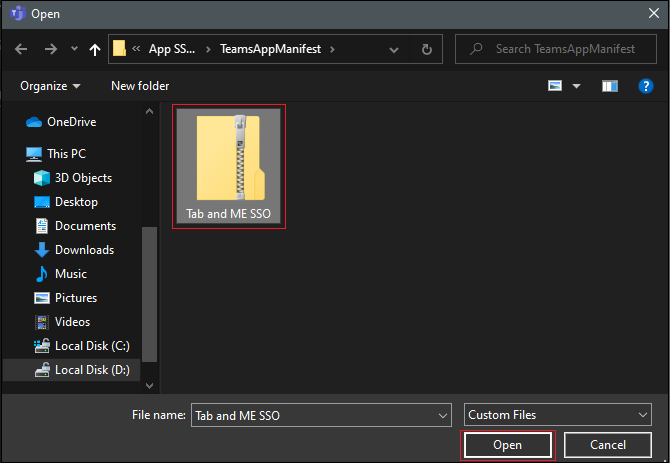 Open
App SS... TeamsAppManifest Search TeamsAppManifest
Organize New folder
OneDrive
This PC
3D Objects
Desktop
Documents
Downloads
Music
Pictures
Videos
Local Disk (C:)
Local Disk (D:)
Tab and ME SSO
File name: Tab and ME SSO Custom Files
Open Cancel